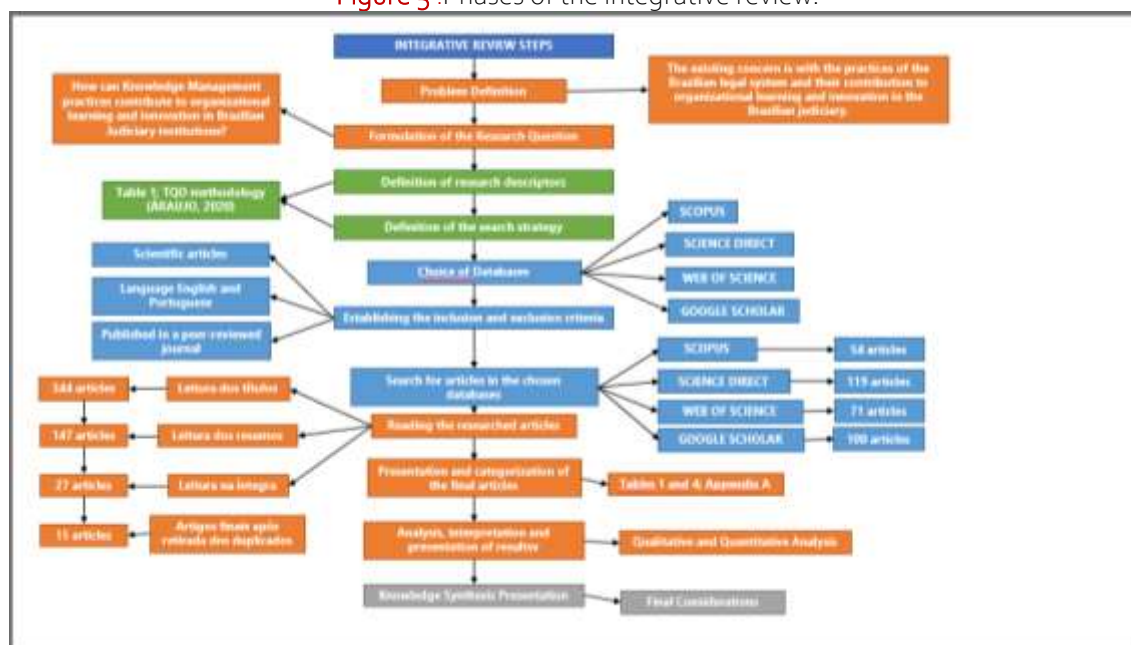 Figure 3 :Phases of the integrative review.
INTEGRATIVE REVIEW STEPS
How can Knowledge Management
practices contribute to organizational
learning and innovation in Brazilian
Judiciary institutions?
Problem Definition
The existing concern is with the practices of the
Brazilian legal system and their contribution to
organizational learning and innovation in the
Brazilian judiciary.
Formulation of the Research Question
Definition of research descriptors
Table 1: TQO methodology
(ARAUJO, 2020)
Definition of the search strategy
SCOPUS
SCIENCE DIRECT
WEB OF SCIENCE
GOOGLE SCHOLAR
Choice of Databases
Scientific articles
Language English and
Portuguese
Published in a peer-reviewed
journal
Establishing the inclusion and exclusion criteria
Search for articles in the chosen
databases
SCOPUS
54 articles
SCIENCE DIRECT
119 articles
WEB OF SCIENCE
71 articles
GOOGLE SCHOLAR
100 articles
344 articles
Leitura dos títulos
147 articles
Leitura dos resumos
Reading the researched articles
27 articles
Leitura na íntegra
15 articles
Artigos finais após
retirada dos duplicados
Presentation and categorization of
the final articles
Tables 3 and 4; Appendix A
Analysis, interpretation and
presentation of results
Qualitative and Quantitative Analysis
Knowledge Synthesis Presentation
Final Considerations